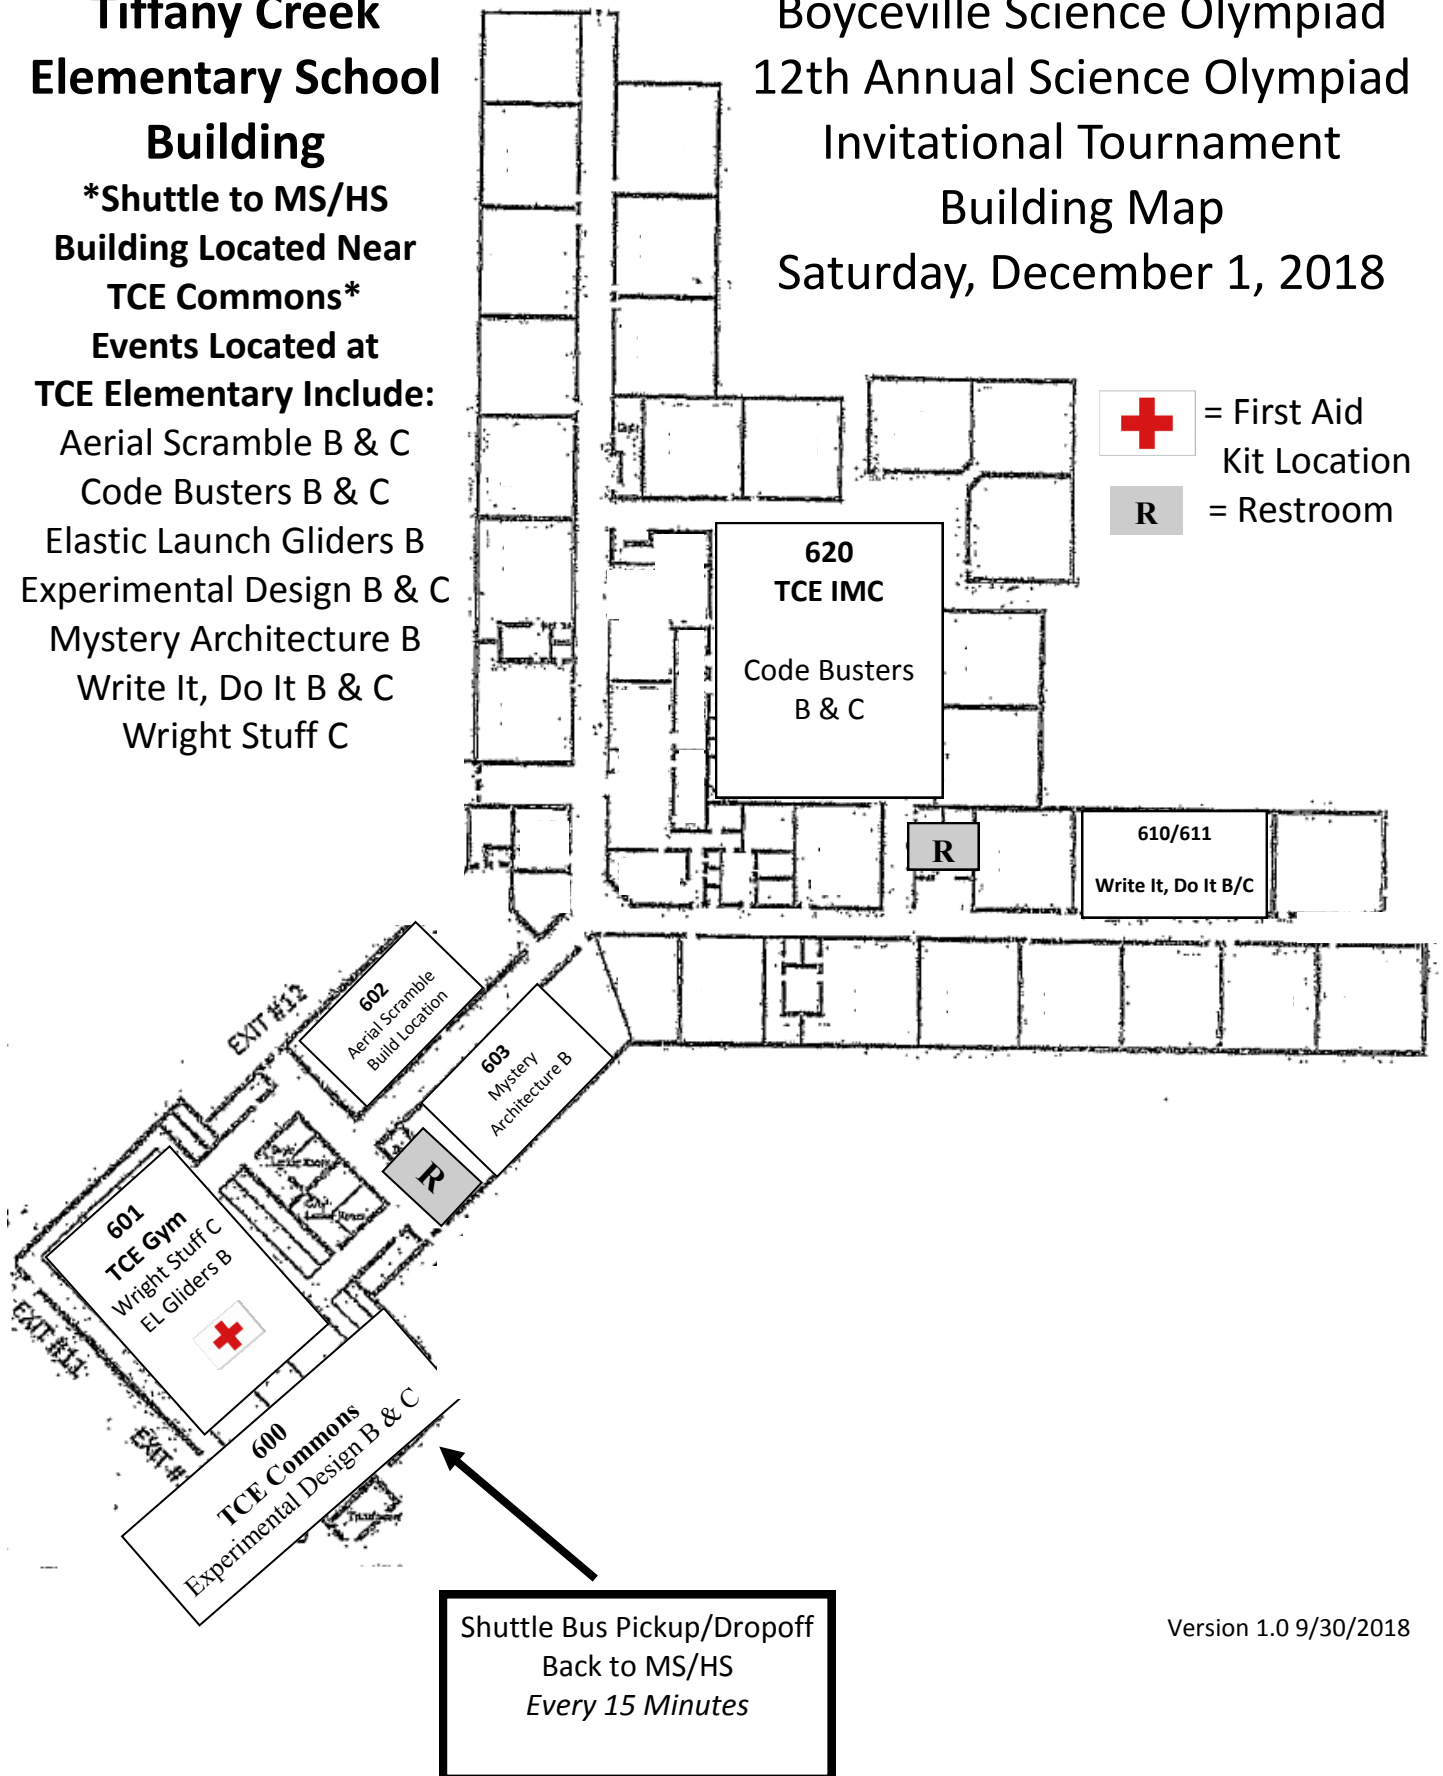 Tiffany Creek
Elementary School
Building
*Shuttle to MS/HS
Building Located Near
TCE Commons*
Events Located at
TCE Elementary Include:
Aerial Scramble B & C
Code Busters B & C
Elastic Launch Gliders B
Experimental Design B & C
Mystery Architecture B
Write It, Do It B & C
Wright Stuff C
Boyceville Science Olympiad
12th Annual Science Olympiad
Invitational Tournament
Building Map
Saturday, December 1, 2018
= First Aid
Kit Location
R = Restroom
620
TCE IMC
Code Busters
B & C
R
610/611
Write It, Do It B/C
EXIT #12
602
Aerial Scramble
Build Location
603
Mystery
Architecture B
R
601
TCE Gym
Wright Stuff C
EL Gliders B
EXIT #11
EXIT #
600
TCE Commons
Experimental Design B & C
Shuttle Bus Pickup/Dropoff
Back to MS/HS
Every 15 Minutes
Version 1.0 9/30/2018